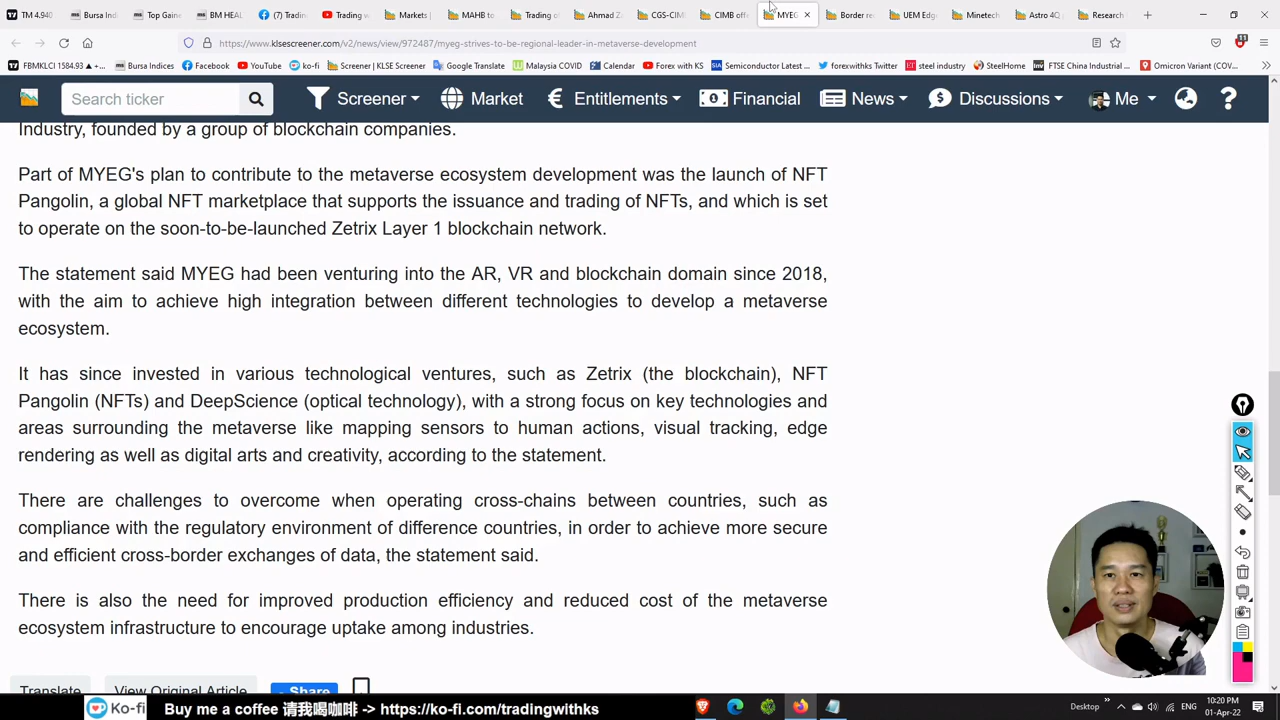 TM 4.940
Bursa Indi
Top Gaine
BM HEAL
(7) Tradin
Trading w
Markets |
MAHB to
Trading of
Ahmad Z
CGS-CIM
CIMB off
MYEG
Border re
UEM Edg
Minetech
Astro 4Q
Research
https://www.klsescreener.com/v2/news/view/972487/myeg-strives-to-be-regional-leader-in-metaverse-development
FBMKLCI 1584.93 ▲ +... Bursa Indices Facebook YouTube ko-fi Screener | KLSE Screener Google Translate Malaysia COVID Calendar Forex with KS Semiconductor Latest ... forexwithks Twitter steel industry SteelHome FTSE China Industrial ... Omicron Variant (COV...
Search ticker Screener Market Entitlements Financial News Discussions Me ?
Industry, founded by a group of blockchain companies.
Part of MYEG's plan to contribute to the metaverse ecosystem development was the launch of NFT
Pangolin, a global NFT marketplace that supports the issuance and trading of NFTs, and which is set
to operate on the soon-to-be-launched Zetrix Layer 1 blockchain network.
The statement said MYEG had been venturing into the AR, VR and blockchain domain since 2018,
with the aim to achieve high integration between different technologies to develop a metaverse
ecosystem.
It has since invested in various technological ventures, such as Zetrix (the blockchain), NFT
Pangolin (NFTs) and DeepScience (optical technology), with a strong focus on key technologies and
areas surrounding the metaverse like mapping sensors to human actions, visual tracking, edge
rendering as well as digital arts and creativity, according to the statement.
There are challenges to overcome when operating cross-chains between countries, such as
compliance with the regulatory environment of difference countries, in order to achieve more secure
and efficient cross-border exchanges of data, the statement said.
There is also the need for improved production efficiency and reduced cost of the metaverse
ecosystem infrastructure to encourage uptake among industries.
Translate View Original Article Share
Ko-fi Buy me a coffee 请我喝咖啡 -> https://ko-fi.com/tradingwithks
Desktop ENG 10:20 PM
01-Apr-22